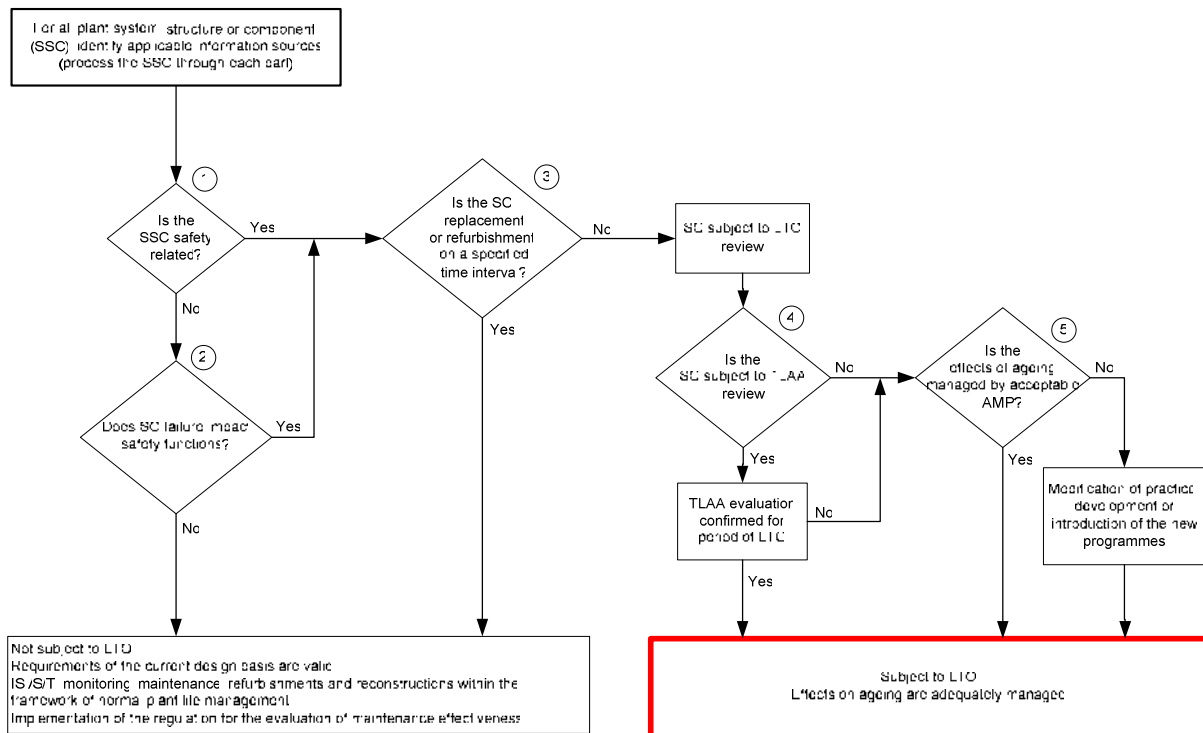 For all plant system, structure or component
(SSC) identify applicable information sources
(process the SSC through each part)
1
Is the
SSC safety
related?
Yes
No
2
Does SC failure impact
safety functions?
Yes
No
3
Is the SC
replacement
or refurbishment
on a specified
time interval?
No
Yes
SC subject to LTO
review
4
Is the
SC subject to TLAA
review
No
Yes
TLAA evaluation
confirmed for
period of LTO
No
Yes
5
Is the
effects of ageing
managed by acceptable
AMP?
No
Yes
Modification of practice
development or
introduction of the new
programmes
Not subject to LTO
Requirements of the current design basis are valid
ISI/S/T monitoring maintenance refurbishments and reconstructions within the
framework of normal plant life management
Implementation of the regulation for the evaluation of maintenance effectiveness
Subject to LTO
Effects on ageing are adequately managed